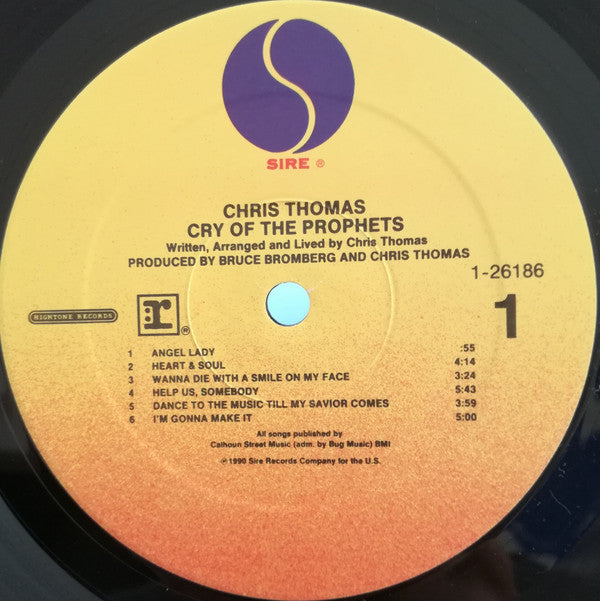 SIRE ®
CHRIS THOMAS
CRY OF THE PROPHETS
Written, Arranged and Lived by Chris Thomas
PRODUCED BY BRUCE BROMBERG AND CHRIS THOMAS
1-26186
HIGHTONE RECORDS
r ®
1
1 ANGEL LADY :55
2 HEART & SOUL 4:14
3 WANNA DIE WITH A SMILE ON MY FACE 3:24
4 HELP US, SOMEBODY 5:43
5 DANCE TO THE MUSIC TILL MY SAVIOR COMES 3:59
6 I'M GONNA MAKE IT 5:00
All songs published by
Calhoun Street Music (adm. by Bug Music) BMI
℗1990 Sire Records Company for the U.S.